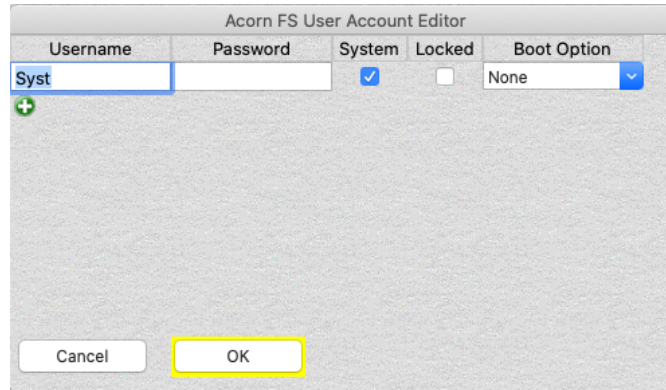 Acorn FS User Account Editor
Username Password System Locked Boot Option
Syst None
Cancel OK